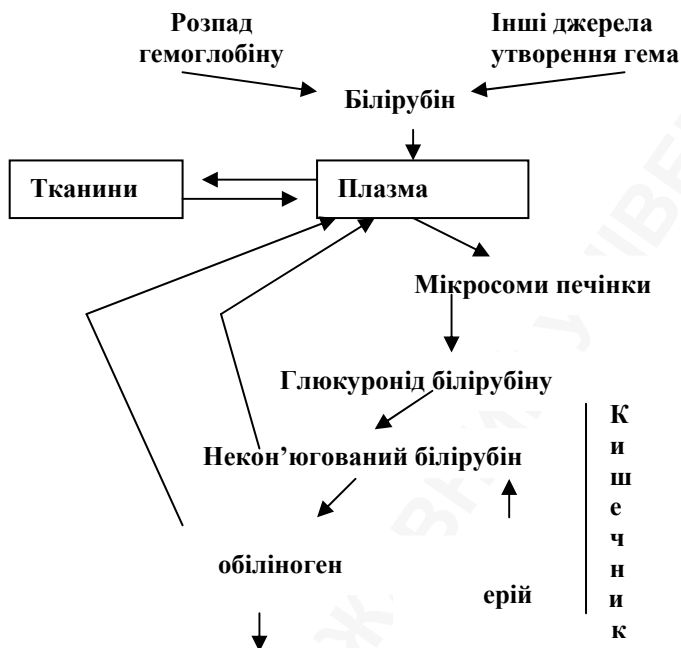 Розпад
гемоглобіну
Інші джерела
утворення гема
Білірубін
Тканини
Плазма
Мікросоми печінки
Глюкуронід білірубіну
Некон’югований білірубін
обіліноген
ерій
К
и
ш
е
ч
н
и
к